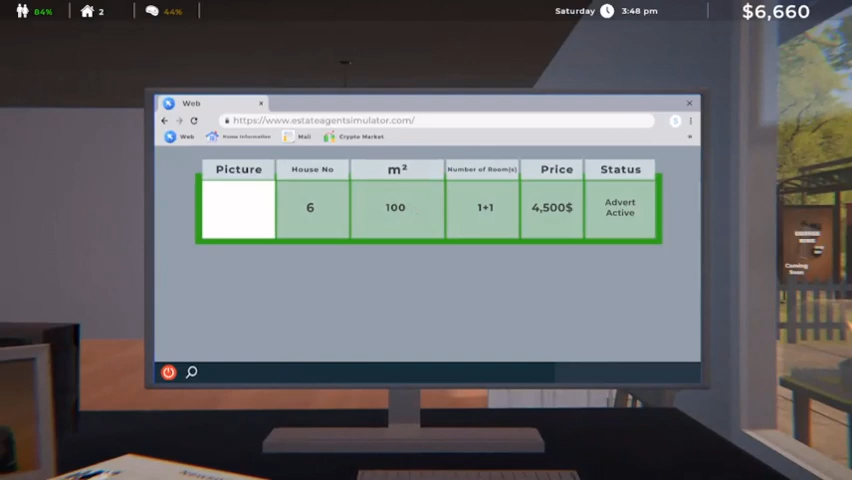 84% 2 44% Saturday 3:48 pm $6,660
Web
https://www.estateagentsimulator.com/
Web Home Information Mail Crypto Market
Picture House No m² Number of Room(s) Price Status
6 100 1+1 4,500$ Advert Active
Coming Soon